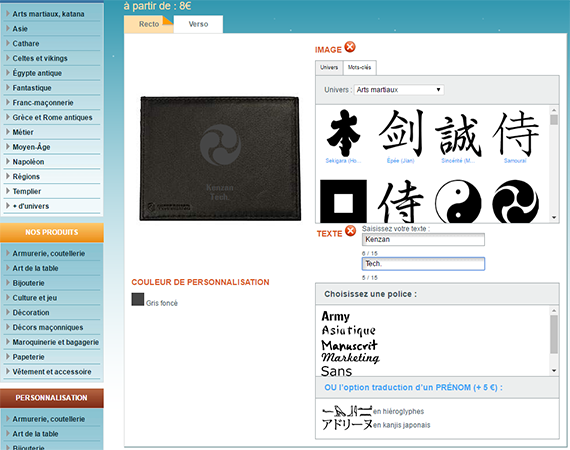 à partir de : 8€
Recto
Verso
Arts martiaux, katana
Asie
Cathare
Celtes et vikings
Égypte antique
Fantastique
Franc-maçonnerie
Grèce et Rome antiques
Métier
Moyen-Âge
Napoléon
Régions
Templier
+ d'univers
NOS PRODUITS
Armurerie, coutellerie
Art de la table
Bijouterie
Culture et jeu
Décoration
Décors maçonniques
Maroquinerie et bagagerie
Papeterie
Vêtement et accessoire
PERSONNALISATION
Armurerie, coutellerie
Art de la table
Bijouterie
Kenzan
Tech.
COULEUR DE PERSONNALISATION
Gris foncé
IMAGE
Univers
Mots-clés
Univers : Arts martiaux
本 剣 誠 侍
Sekigara (Ho...
Épée (Jian)
Sincérité (M...
Samouraï
侍
TEXTE
Saisissez votre texte :
Kenzan
6 / 15
Tech.
5 / 15
Choisissez une police :
Army
Asiatique
Manuscrit
Marketing
Sans
OU l'option traduction d'un PRÉNOM (+ 5 €) :
en hiéroglyphes
アドリーヌ en kanjis japonais